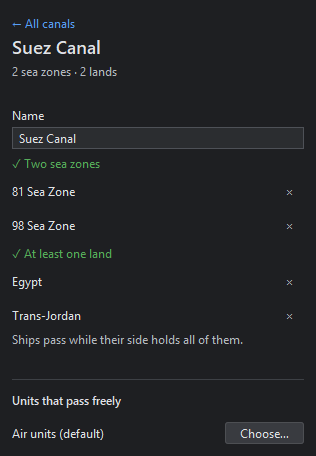 ← All canals
Suez Canal
2 sea zones · 2 lands
Name
Suez Canal
✓ Two sea zones
81 Sea Zone ×
98 Sea Zone ×
✓ At least one land
Egypt ×
Trans-Jordan ×
Ships pass while their side holds all of them.
Units that pass freely
Air units (default) Choose...